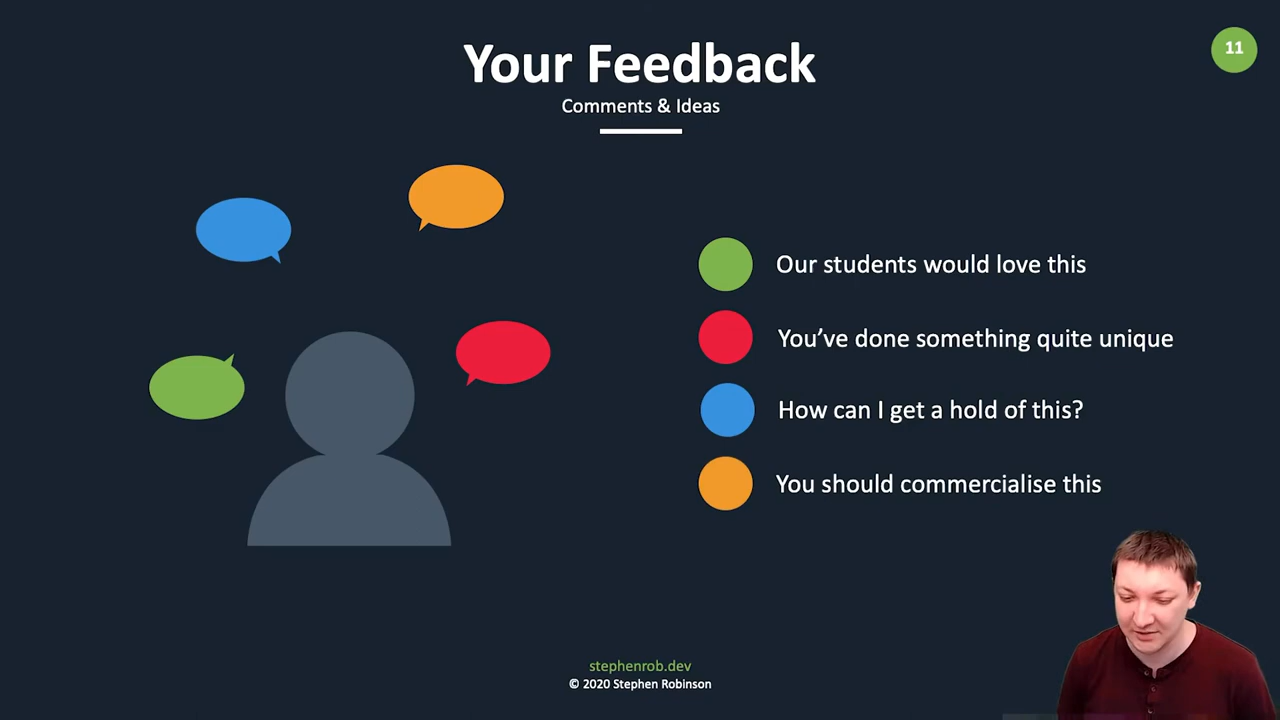 Your Feedback
11
Comments & Ideas
Our students would love this
You’ve done something quite unique
How can I get a hold of this?
You should commercialise this
stephenrob.dev
© 2020 Stephen Robinson